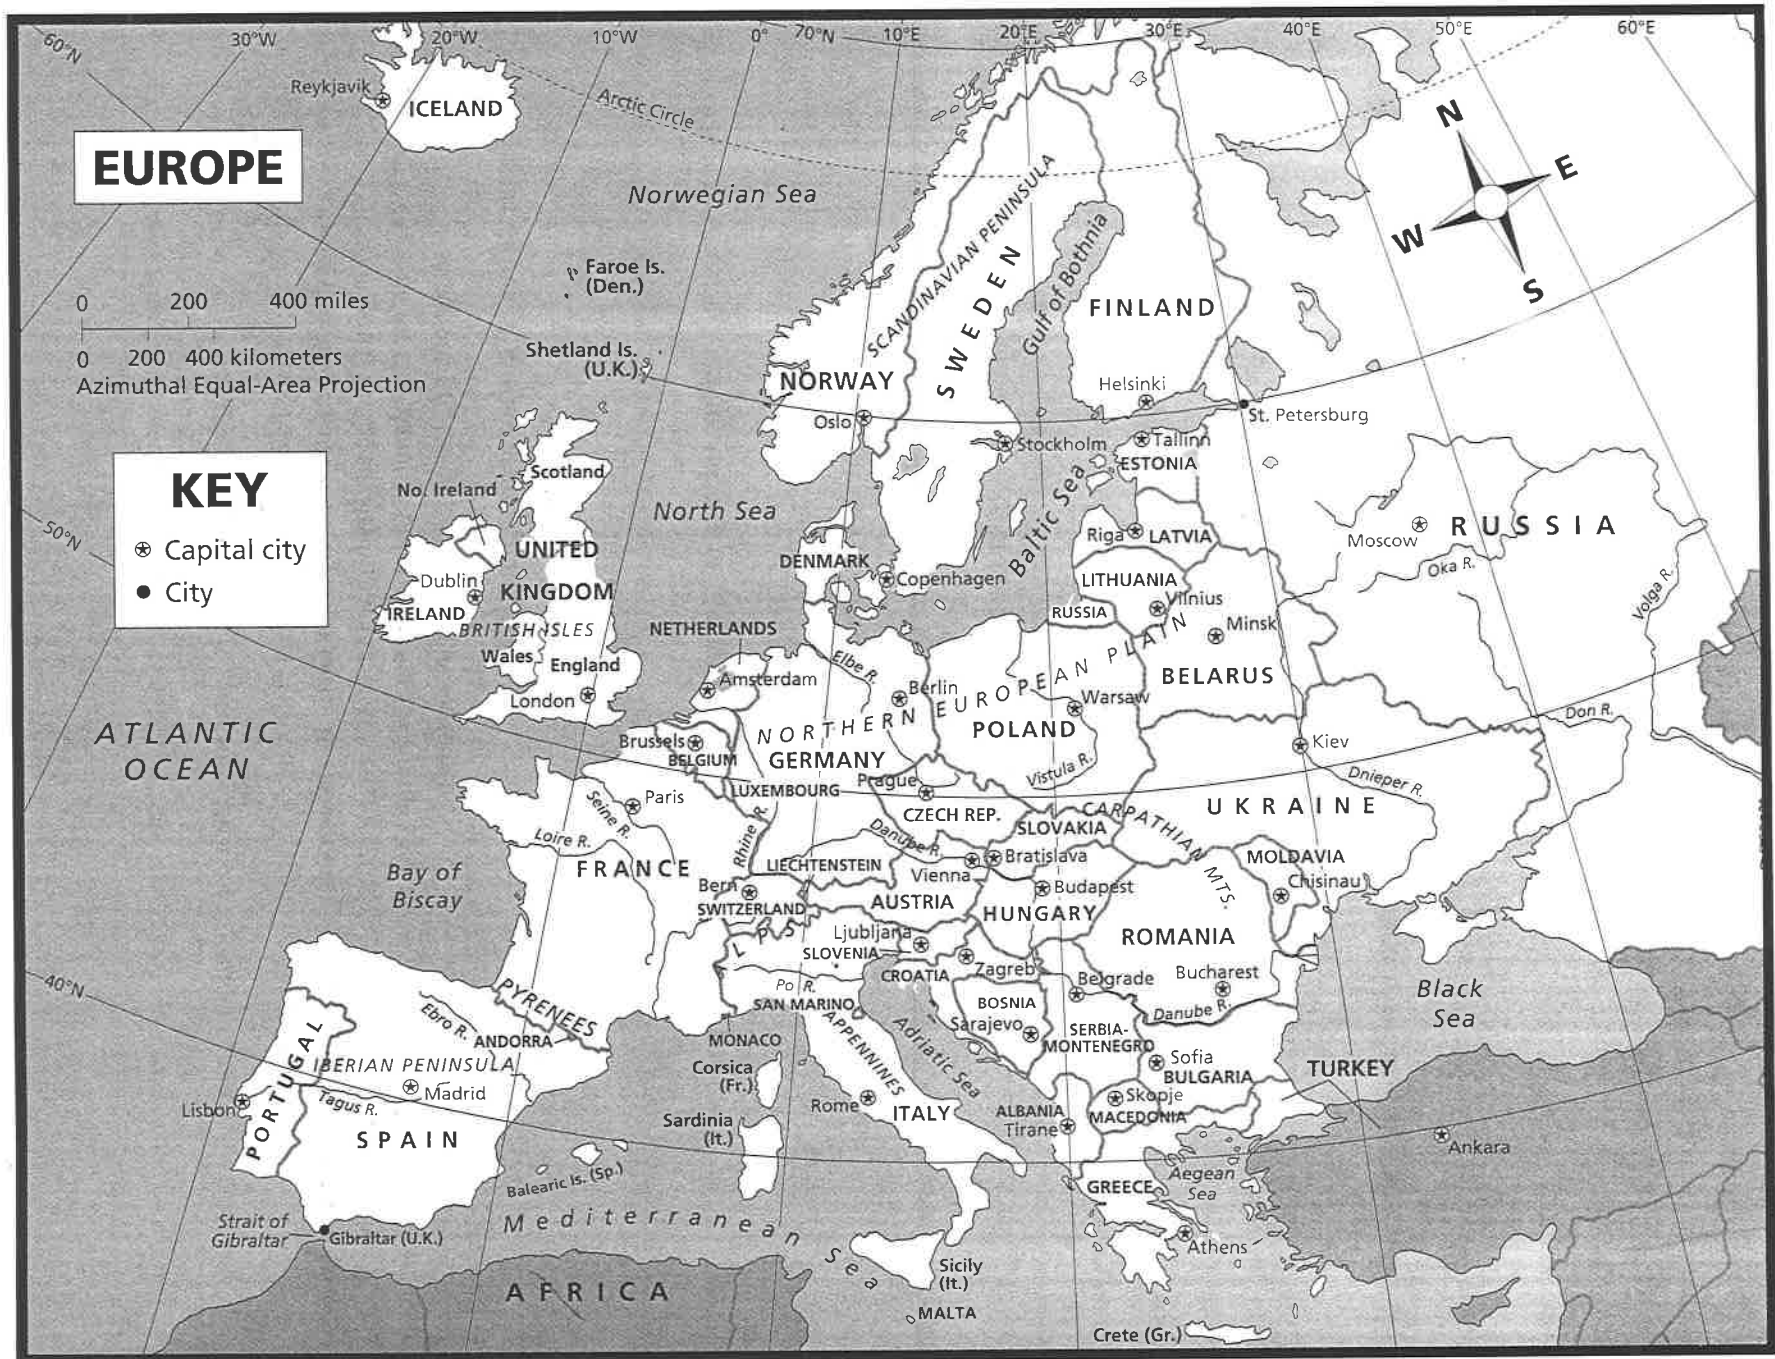 60°N
30°W
20°W
10°W
0°
70°N
10°E
20°E
30°E
40°E
50°E
60°E
Reykjavik
ICELAND
Arctic Circle
EUROPE
Norwegian Sea
N
E
W
S
Faroe Is.
(Den.)
0 200 400 miles
0 200 400 kilometers
Azimuthal Equal-Area Projection
Shetland Is.
(U.K.)
SCANDINAVIAN PENINSULA
SWEDEN
Gulf of Bothnia
FINLAND
NORWAY
Oslo
Helsinki
St. Petersburg
Stockholm
Tallinn
ESTONIA
KEY
Capital city
City
Scotland
No. Ireland
North Sea
Baltic Sea
50°N
UNITED
KINGDOM
Dublin
IRELAND
BRITISH ISLES
Wales
England
London
DENMARK
Copenhagen
Riga
LATVIA
LITHUANIA
Vilnius
RUSSIA
Minsk
BELARUS
Moscow
RUSSIA
Oka R.
Volga R.
Don R.
NETHERLANDS
Amsterdam
Elbe R.
Berlin
NORTHERN EUROPEAN PLAIN
Warsaw
POLAND
Vistula R.
GERMANY
Brussels
BELGIUM
LUXEMBOURG
Prague
CZECH REP.
SLOVAKIA
CARPATHIAN MTS.
Kiev
Dnieper R.
UKRAINE
ATLANTIC
OCEAN
Paris
Seine R.
Loire R.
FRANCE
Rhine R.
Danube R.
LIECHTENSTEIN
Vienna
Bratislava
Budapest
MOLDAVIA
Chisinau
Bay of
Biscay
Bern
SWITZERLAND
AUSTRIA
HUNGARY
ALPS
Ljubljana
SLOVENIA
CROATIA
Zagreb
ROMANIA
Bucharest
Belgrade
Danube R.
Black
Sea
40°N
PYRENEES
Ebro R.
ANDORRA
IBERIAN PENINSULA
PORTUGAL
Lisbon
Madrid
Tagus R.
SPAIN
Po R.
SAN MARINO
MONACO
Corsica
(Fr.)
APPENNINES
Adriatic Sea
BOSNIA
Sarajevo
SERBIA-
MONTENEGRO
Sofia
BULGARIA
TURKEY
Rome
ITALY
ALBANIA
Tirane
Skopje
MACEDONIA
Ankara
Sardinia
(It.)
Balearic Is. (Sp.)
Aegean
Sea
GREECE
Athens
Strait of
Gibraltar
Gibraltar (U.K.)
Mediterranean Sea
Sicily
(It.)
AFRICA
MALTA
Crete (Gr.)